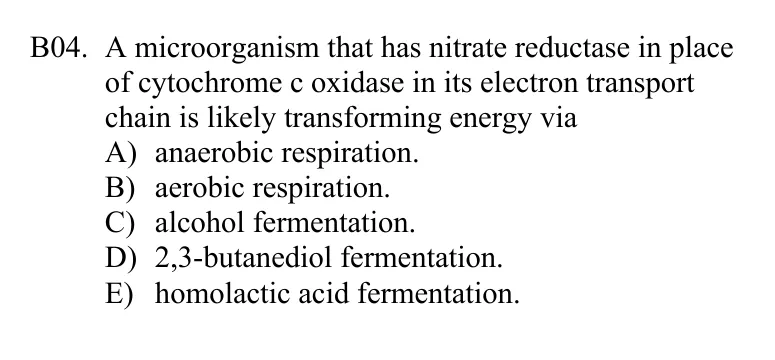 B04. A microorganism that has nitrate reductase in place
of cytochrome c oxidase in its electron transport
chain is likely transforming energy via
A) anaerobic respiration.
B) aerobic respiration.
C) alcohol fermentation.
D) 2,3-butanediol fermentation.
E) homolactic acid fermentation.